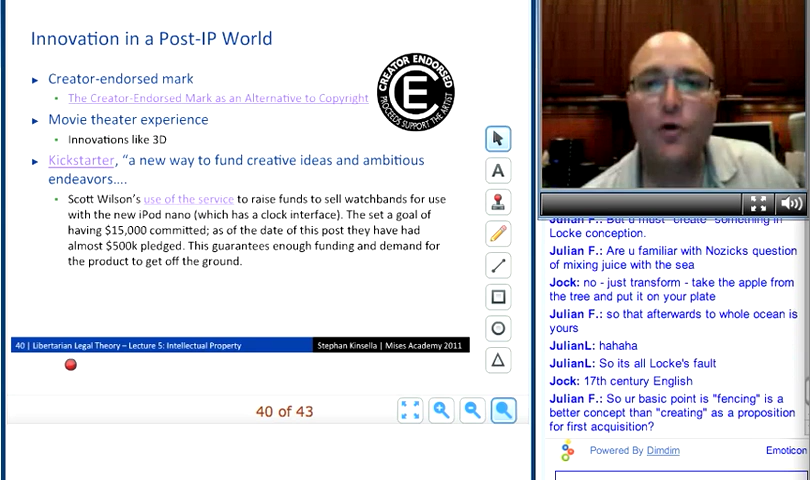 Innovation in a Post-IP World
► Creator-endorsed mark
• The Creator-Endorsed Mark as an Alternative to Copyright
► Movie theater experience
• Innovations like 3D
► Kickstarter, “a new way to fund creative ideas and ambitious
endeavors....
• Scott Wilson’s use of the service to raise funds to sell watchbands for use
with the new iPod nano (which has a clock interface). The set a goal of
having $15,000 committed; as of the date of this post they have had
almost $500k pledged. This guarantees enough funding and demand for
the product to get off the ground.
CREATOR ENDORSED
E
PROCEEDS SUPPORT THE ARTIST
A
40 | Libertarian Legal Theory – Lecture 5: Intellectual Property
Stephan Kinsella | Mises Academy 2011
40 of 43
Julian F.: But u must "create" something in
Locke conception.
Julian F.: Are u familiar with Nozicks question
of mixing juice with the sea
Jock: no - just transform - take the apple from
the tree and put it on your plate
Julian F.: so that afterwards to whole ocean is
yours
JulianL: hahaha
JulianL: So its all Locke's fault
Jock: 17th century English
Julian F.: So ur basic point is "fencing" is a
better concept than "creating" as a proposition
for first acquisition?
Powered By Dimdim
Emoticon